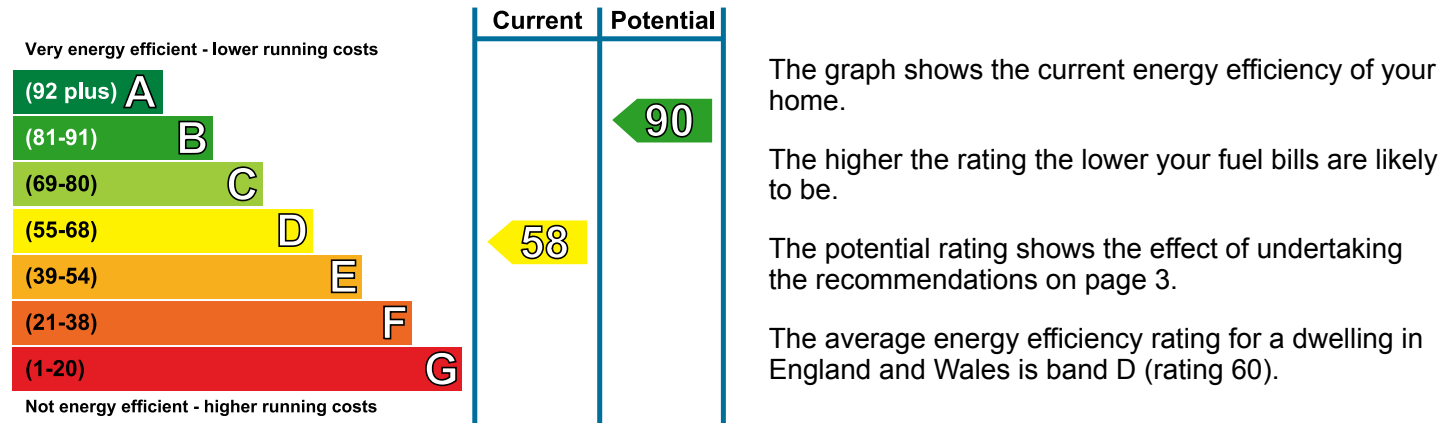 Current Potential
Very energy efficient - lower running costs
(92 plus) A
(81-91) B
(69-80) C
(55-68) D
(39-54) E
(21-38) F
(1-20) G
Not energy efficient - higher running costs
90
58
The graph shows the current energy efficiency of your
home.
The higher the rating the lower your fuel bills are likely
to be.
The potential rating shows the effect of undertaking
the recommendations on page 3.
The average energy efficiency rating for a dwelling in
England and Wales is band D (rating 60).